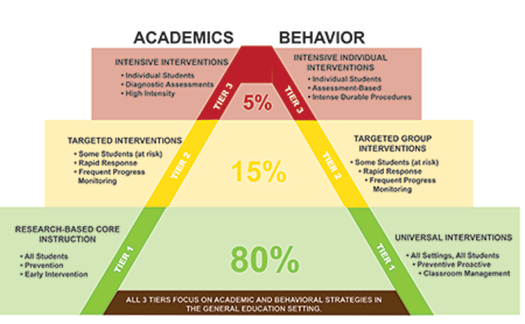 ACADEMICS
BEHAVIOR
INTENSIVE INTERVENTIONS
• Individual Students
• Diagnostic Assessments
• High Intensity
INTENSIVE INDIVIDUAL
INTERVENTIONS
• Individual Students
• Assessment-Based
• Intense Durable Procedures
TIER 3
5%
TIER 3
TARGETED INTERVENTIONS
• Some Students (at risk)
• Rapid Response
• Frequent Progress
Monitoring
TARGETED GROUP
INTERVENTIONS
• Some Students (at risk)
• Rapid Response
• Frequent Progress
Monitoring
TIER 2
15%
TIER 2
RESEARCH-BASED CORE
INSTRUCTION
• All Students
• Prevention
• Early Intervention
UNIVERSAL INTERVENTIONS
• All Settings, All Students
• Preventive Proactive
• Classroom Management
TIER 1
80%
TIER 1
ALL 3 TIERS FOCUS ON ACADEMIC AND BEHAVIORAL STRATEGIES IN
THE GENERAL EDUCATION SETTING.